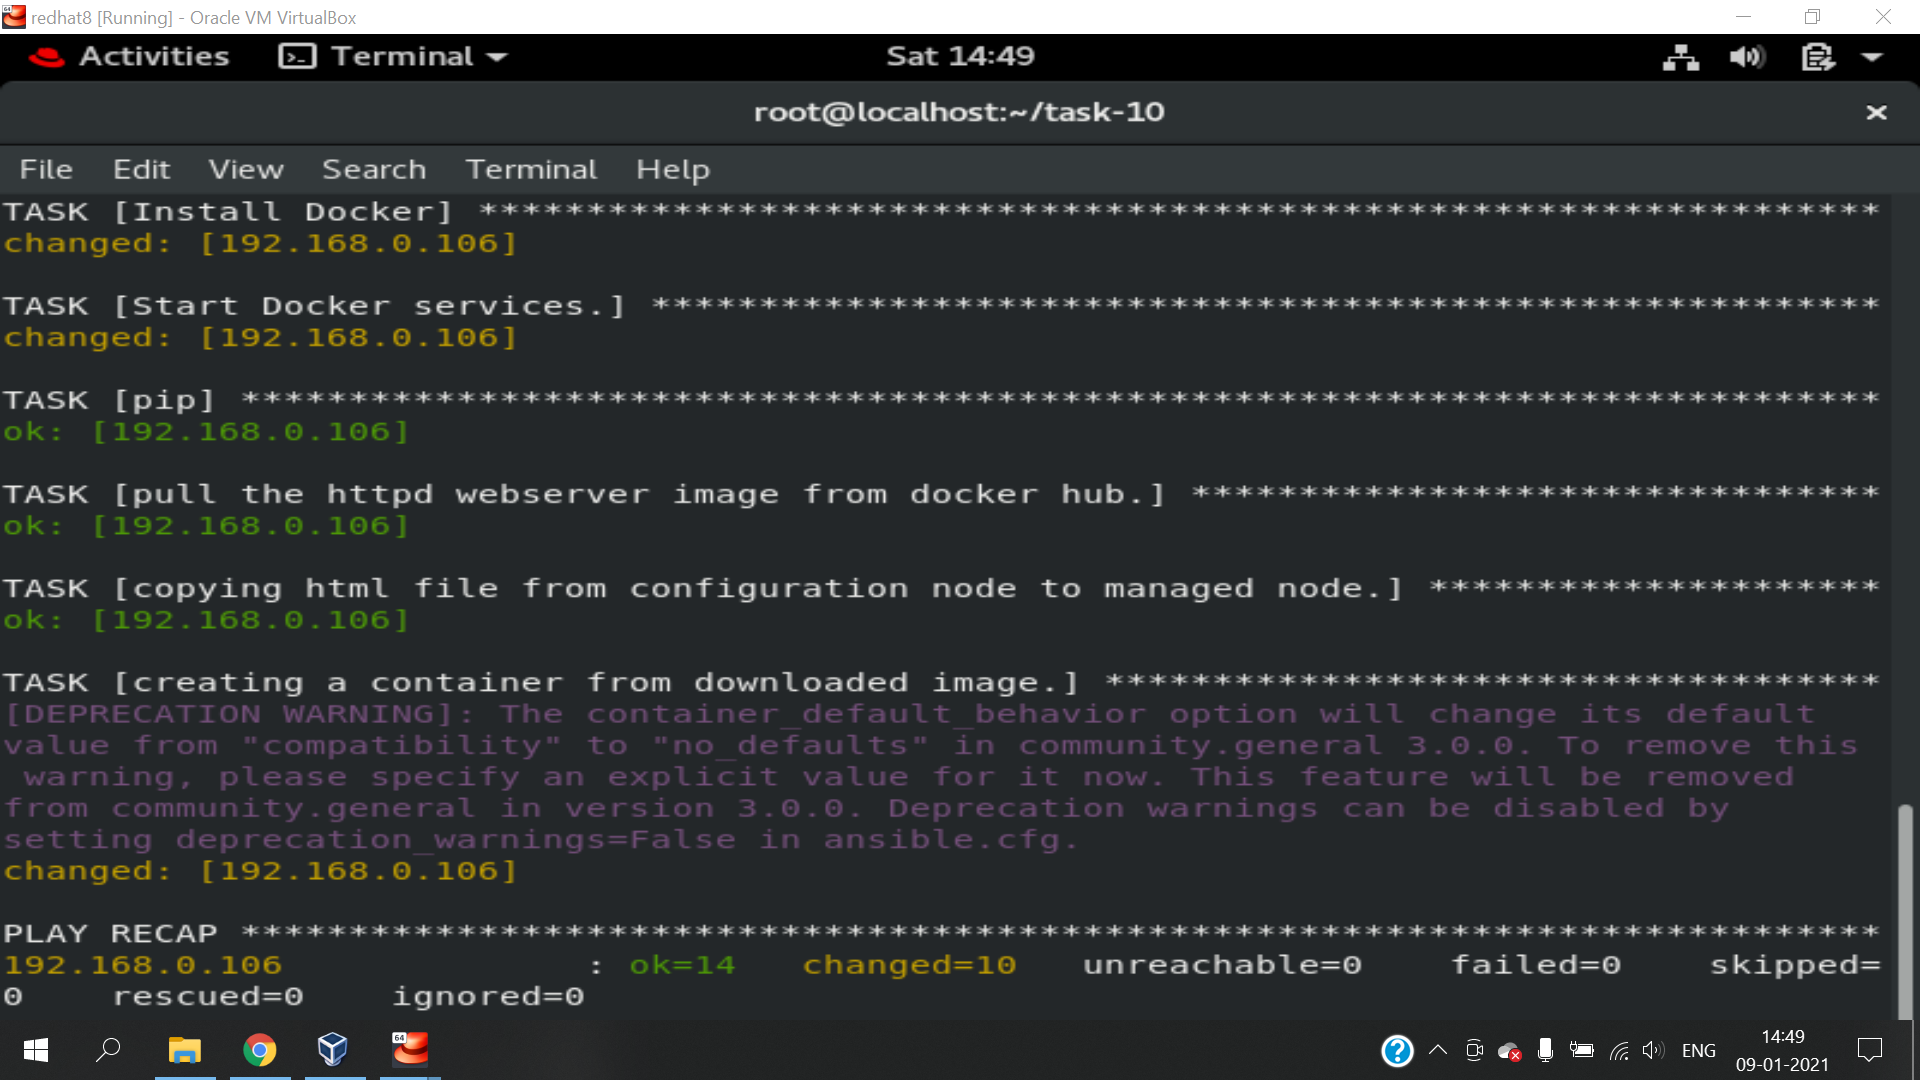 redhat8 [Running] - Oracle VM VirtualBox
Activities Terminal Sat 14:49
root@localhost:~/task-10
File Edit View Search Terminal Help
TASK [Install Docker] *****************************************************************
changed: [192.168.0.106]
TASK [Start Docker services.] *********************************************************
changed: [192.168.0.106]
TASK [pip] ****************************************************************************
ok: [192.168.0.106]
TASK [pull the httpd webserver image from docker hub.] ********************************
ok: [192.168.0.106]
TASK [copying html file from configuration node to managed node.] *********************
ok: [192.168.0.106]
TASK [creating a container from downloaded image.] ************************************
[DEPRECATION WARNING]: The container_default_behavior option will change its default
value from "compatibility" to "no_defaults" in community.general 3.0.0. To remove this
 warning, please specify an explicit value for it now. This feature will be removed
from community.general in version 3.0.0. Deprecation warnings can be disabled by
setting deprecation_warnings=False in ansible.cfg.
changed: [192.168.0.106]
PLAY RECAP ****************************************************************************
192.168.0.106              : ok=14   changed=10   unreachable=0    failed=0    skipped=
0    rescued=0    ignored=0
64
ENG
14:49
09-01-2021